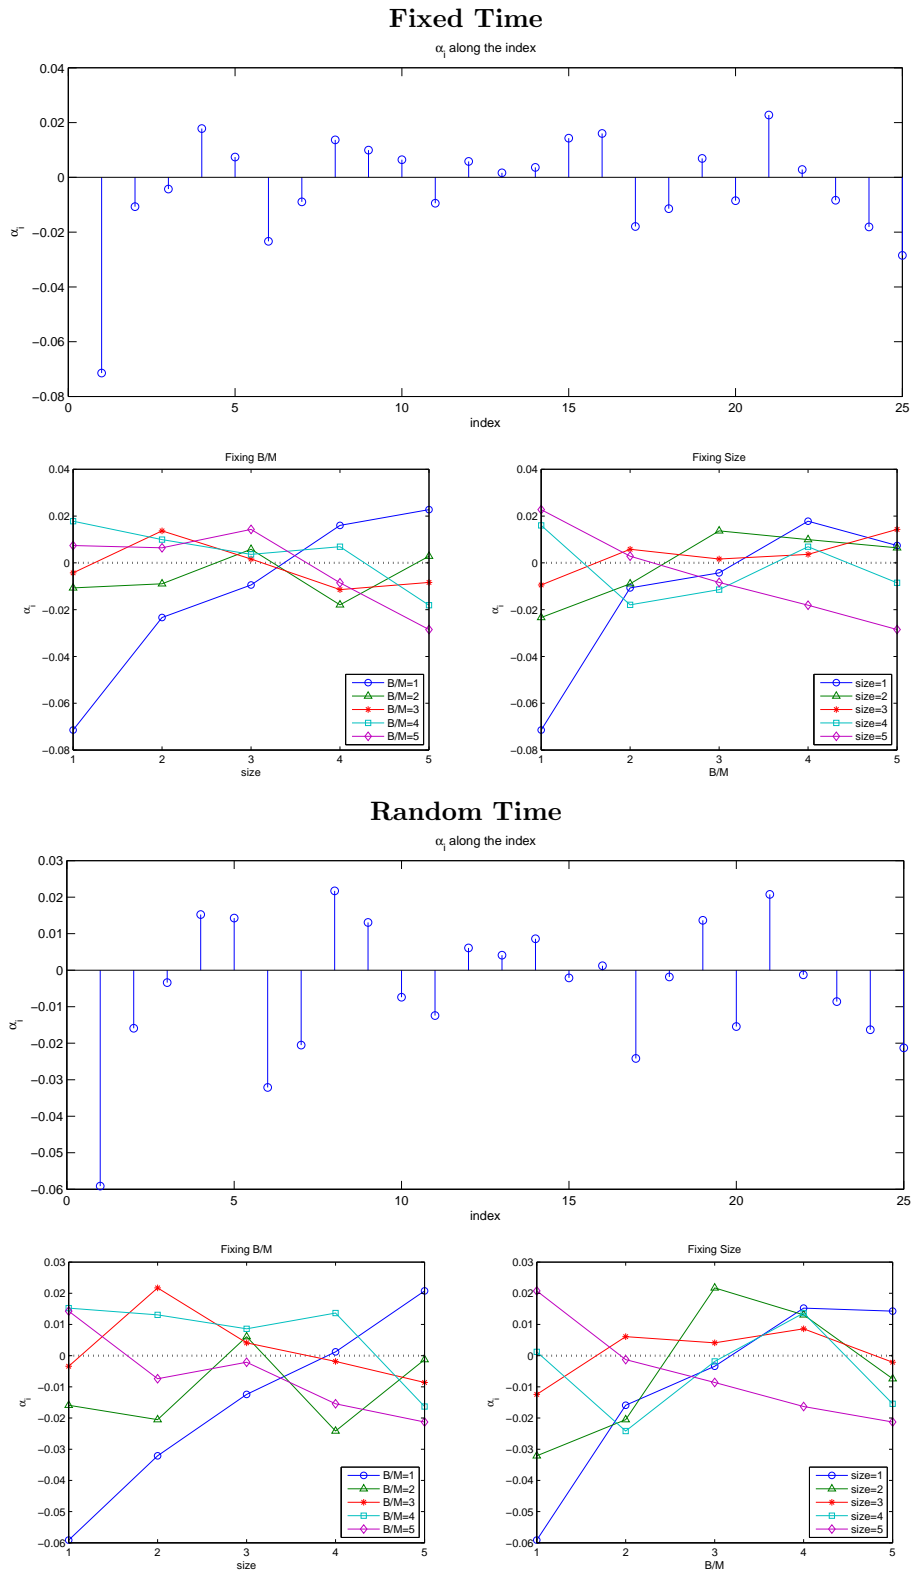 Fixed Time
αi along the index
0.04
0.02
0
−0.02
−0.04
−0.06
−0.08
αi
0 5 10 15 20 25
index
Fixing B/M
0.04
0.02
0
−0.02
−0.04
−0.06
−0.08
αi
1 2 3 4 5
size
B/M=1
B/M=2
B/M=3
B/M=4
B/M=5
Fixing Size
0.04
0.02
0
−0.02
−0.04
−0.06
−0.08
αi
1 2 3 4 5
B/M
size=1
size=2
size=3
size=4
size=5
Random Time
αi along the index
0.03
0.02
0.01
0
−0.01
−0.02
−0.03
−0.04
−0.05
−0.06
αi
0 5 10 15 20 25
index
Fixing B/M
0.03
0.02
0.01
0
−0.01
−0.02
−0.03
−0.04
−0.05
−0.06
αi
1 2 3 4 5
size
B/M=1
B/M=2
B/M=3
B/M=4
B/M=5
Fixing Size
0.03
0.02
0.01
0
−0.01
−0.02
−0.03
−0.04
−0.05
−0.06
αi
1 2 3 4 5
B/M
size=1
size=2
size=3
size=4
size=5